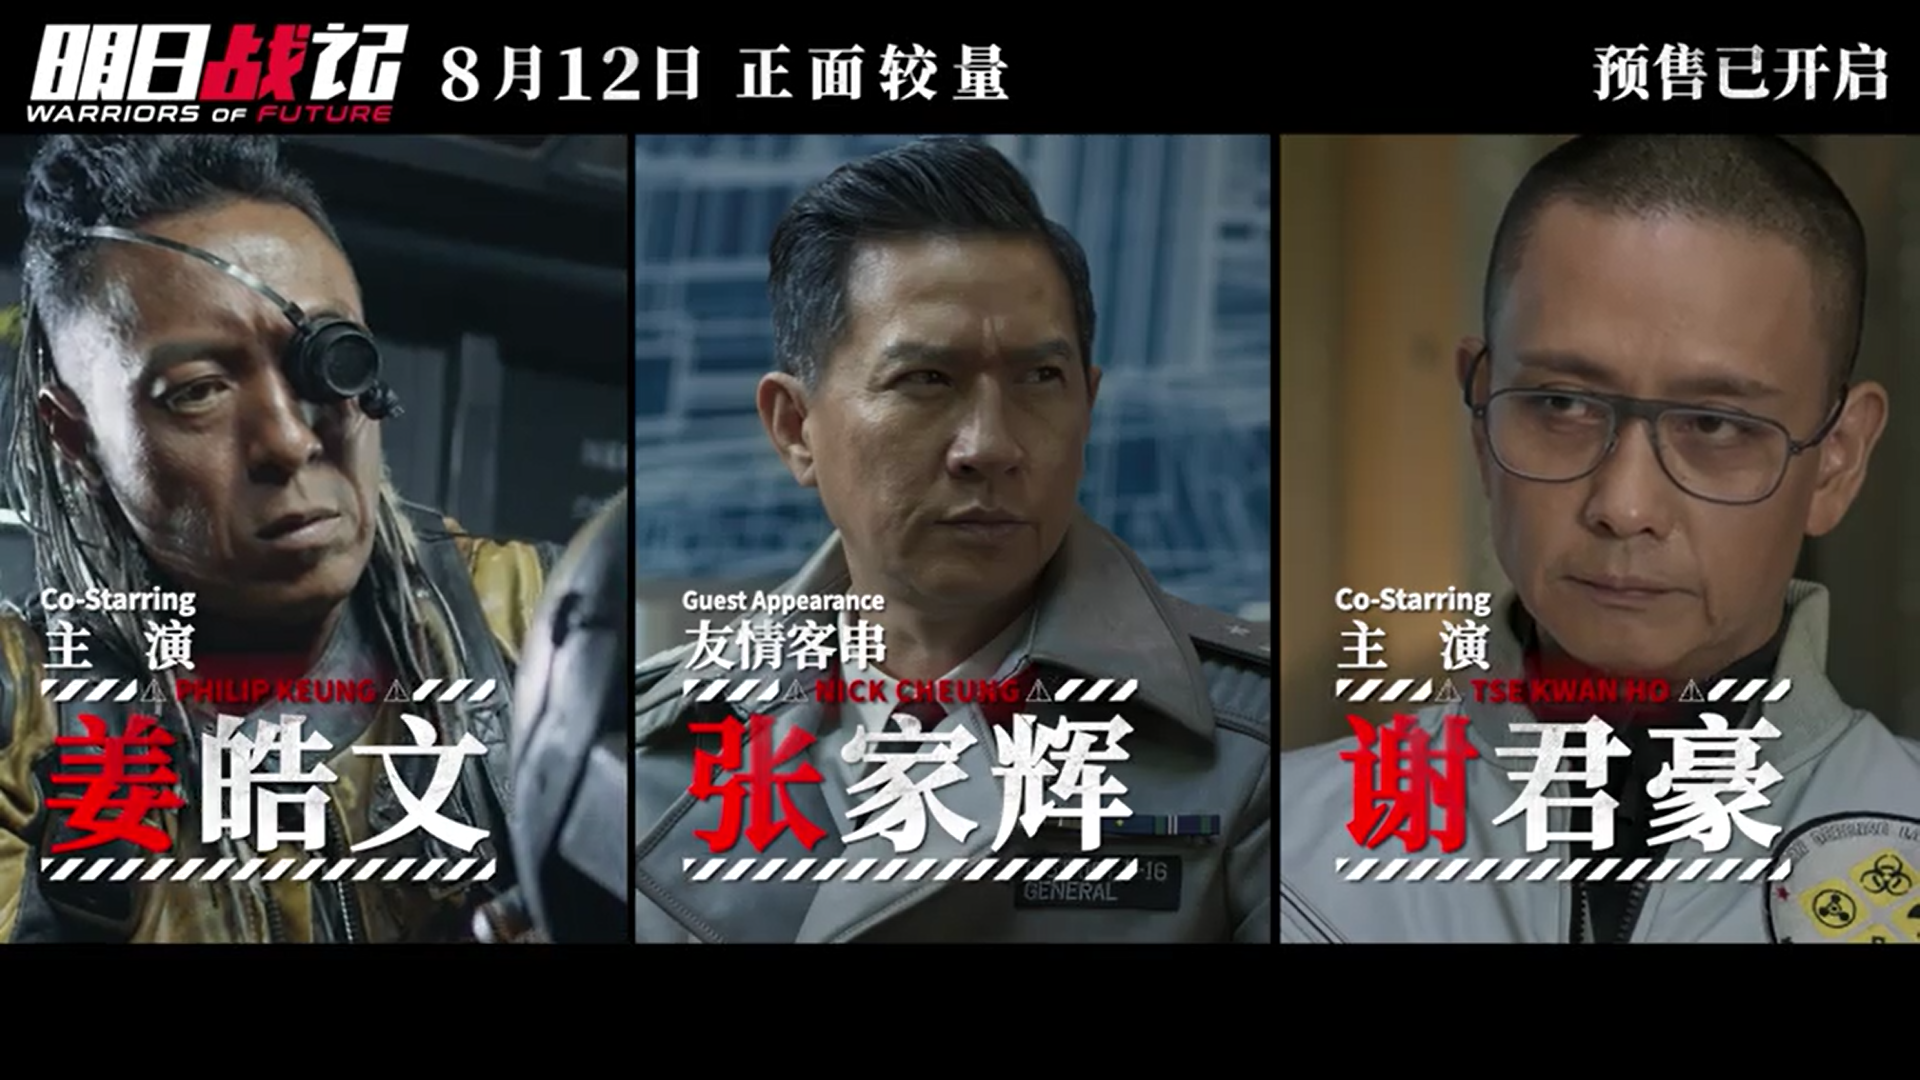 明日战记
WARRIORS OF FUTURE
8月12日 正面较量
预售已开启
Co-Starring
主 演
PHILIP KEUNG
姜皓文
Guest Appearance
友情客串
NICK CHEUNG
张家辉
-16
GENERAL
Co-Starring
主 演
TSE KWAN HO
谢君豪